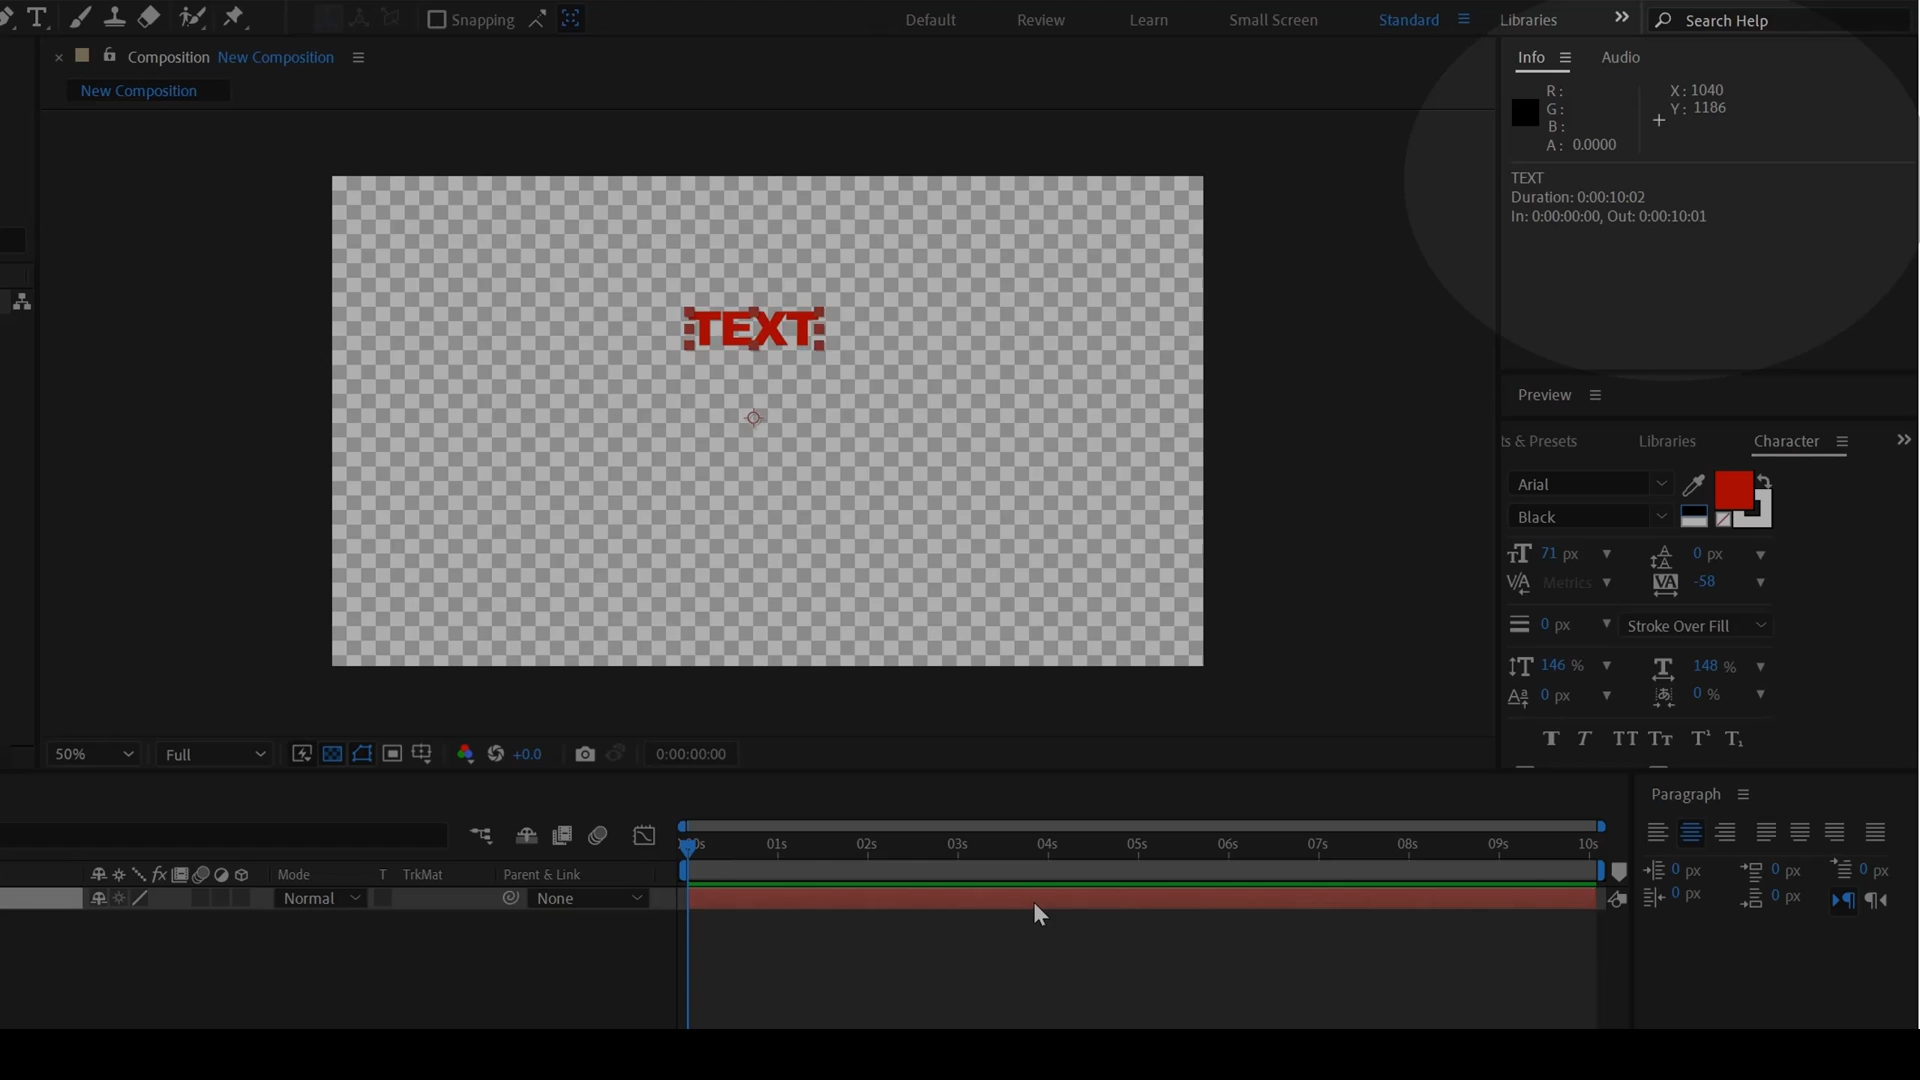 Snapping
Default
Review
Learn
Small Screen
Standard
Libraries
Search Help
Composition New Composition
New Composition
Info
Audio
R:
G:
B:
A: 0.0000
X: 1040
Y: 1186
TEXT
Duration: 0:00:10:02
In: 0:00:00:00, Out: 0:00:10:01
TEXT
Preview
ts & Presets
Libraries
Character
Arial
Black
71 px
0 px
Metrics
-58
0 px
Stroke Over Fill
146 %
148 %
0 px
0 %
T T TT Tт T¹ T₁
50%
Full
+0.0
0:00:00:00
Paragraph
0 px
0 px
0 px
0 px
0 px
:00s 01s 02s 03s 04s 05s 06s 07s 08s 09s 10s
Mode
T TrkMat
Parent & Link
Normal
None